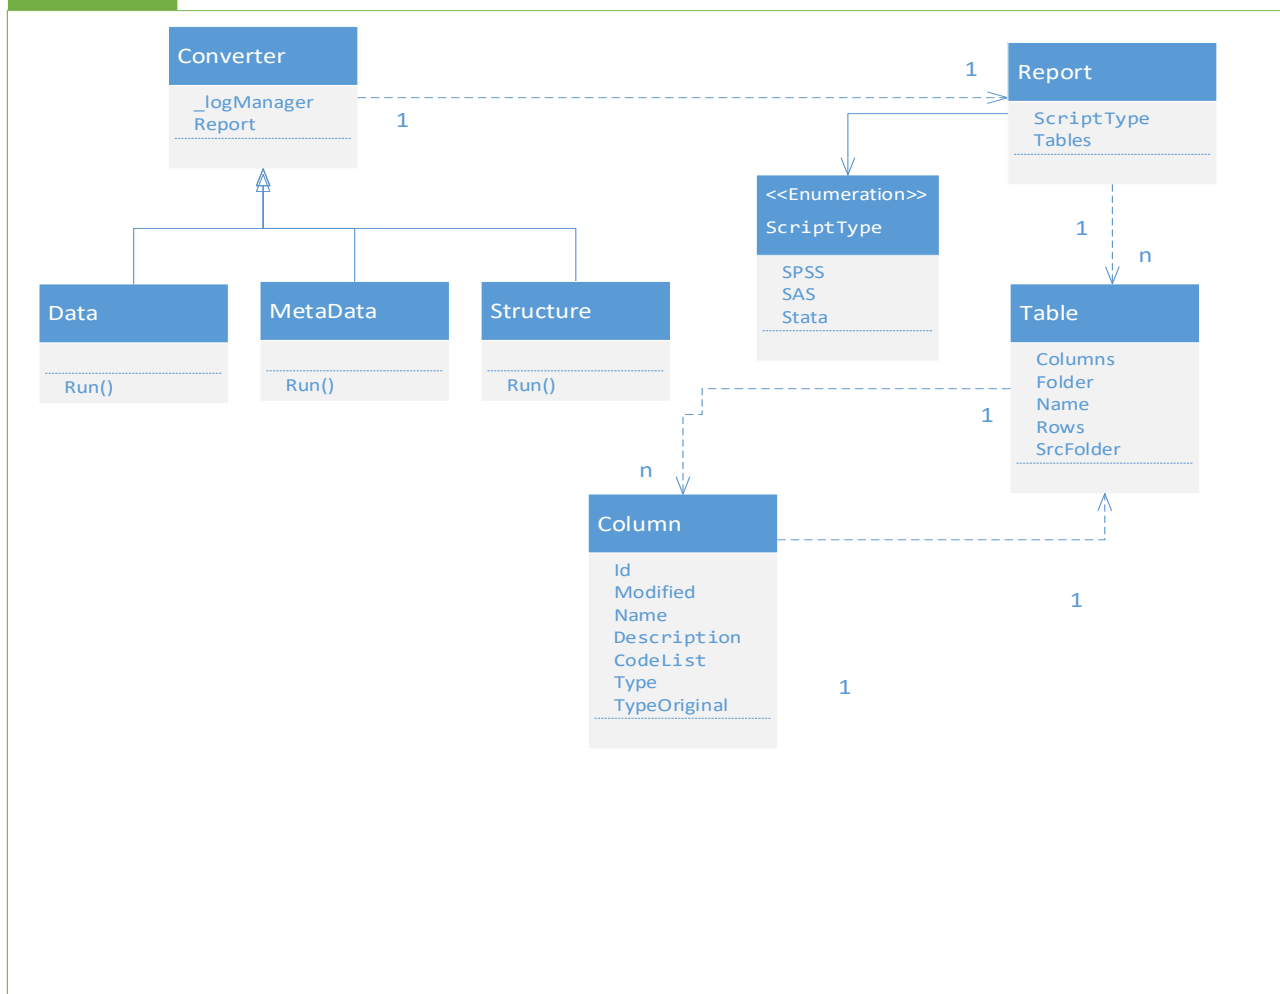 Converter
_logManager
Report
1
1
Report
ScriptType
Tables
<<Enumeration>>
ScriptType
SPSS
SAS
Stata
1
n
Data
Run()
MetaData
Run()
Structure
Run()
Table
Columns
Folder
Name
Rows
SrcFolder
1
n
Column
Id
Modified
Name
Description
CodeList
Type
TypeOriginal
1
1